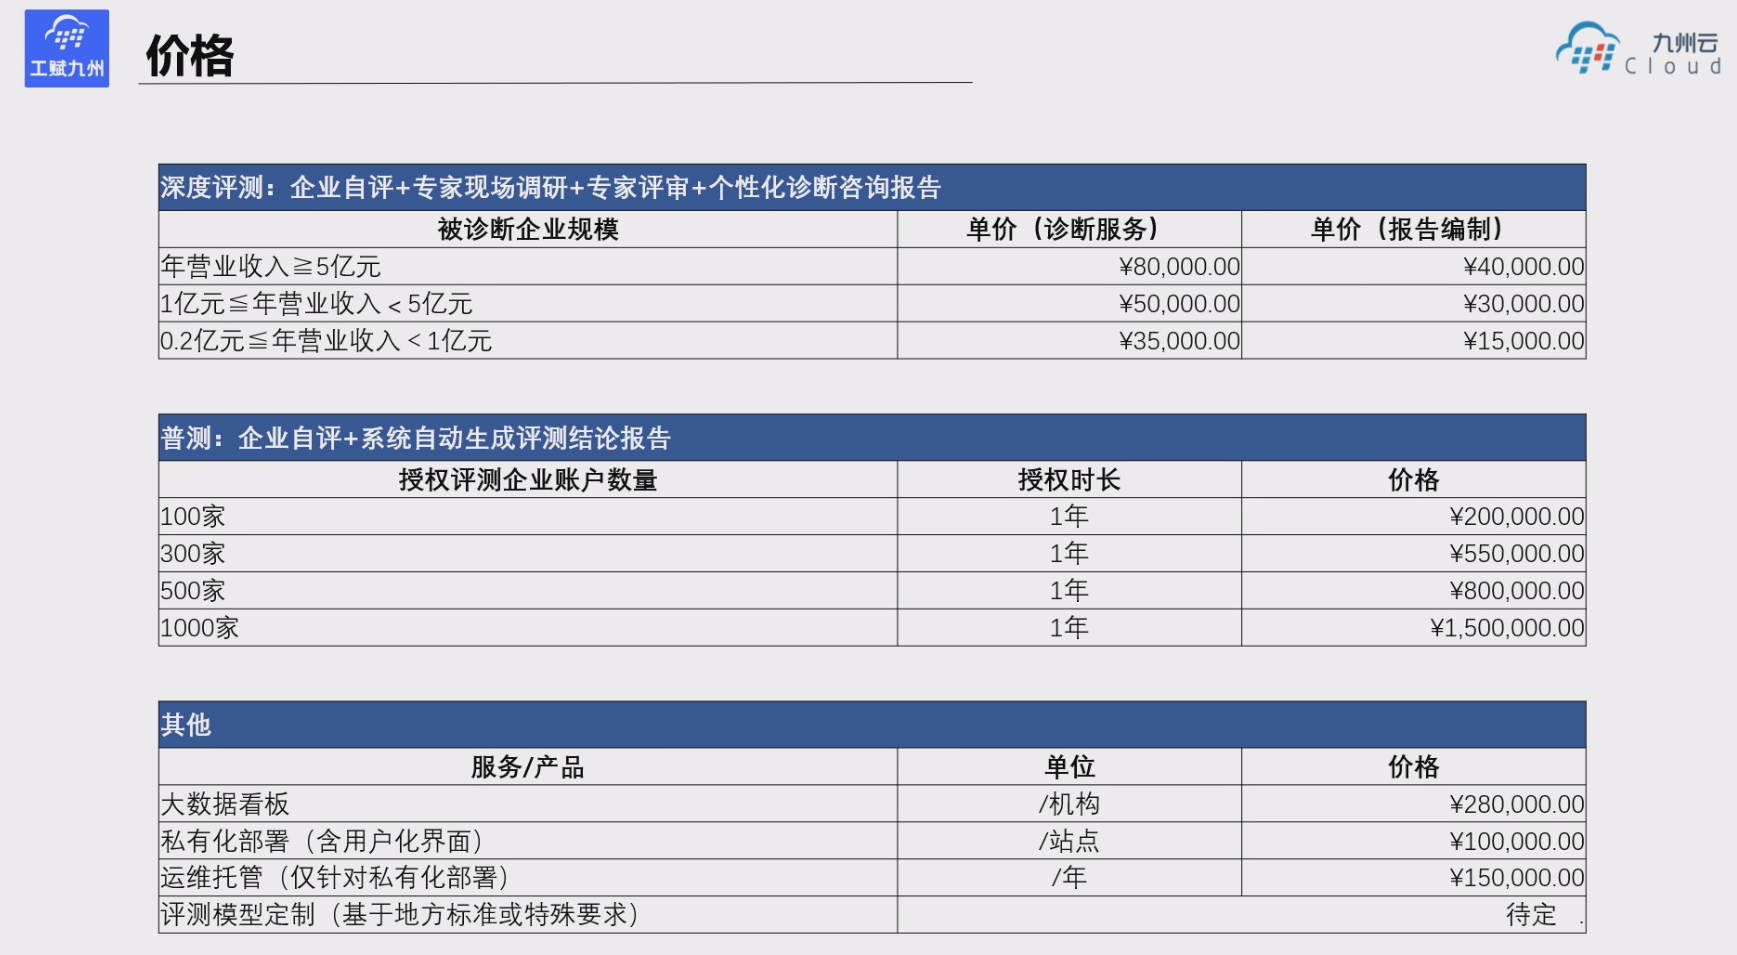 工赋九州
价格
九州云
Cloud
深度评测：企业自评+专家现场调研+专家评审+个性化诊断咨询报告
被诊断企业规模 单价（诊断服务） 单价（报告编制）
年营业收入≧5亿元 ¥80,000.00 ¥40,000.00
1亿元≦年营业收入＜5亿元 ¥50,000.00 ¥30,000.00
0.2亿元≦年营业收入＜1亿元 ¥35,000.00 ¥15,000.00
普测：企业自评+系统自动生成评测结论报告
授权评测企业账户数量 授权时长 价格
100家 1年 ¥200,000.00
300家 1年 ¥550,000.00
500家 1年 ¥800,000.00
1000家 1年 ¥1,500,000.00
其他
服务/产品 单位 价格
大数据看板 /机构 ¥280,000.00
私有化部署（含用户化界面） /站点 ¥100,000.00
运维托管（仅针对私有化部署） /年 ¥150,000.00
评测模型定制（基于地方标准或特殊要求） 待定 .